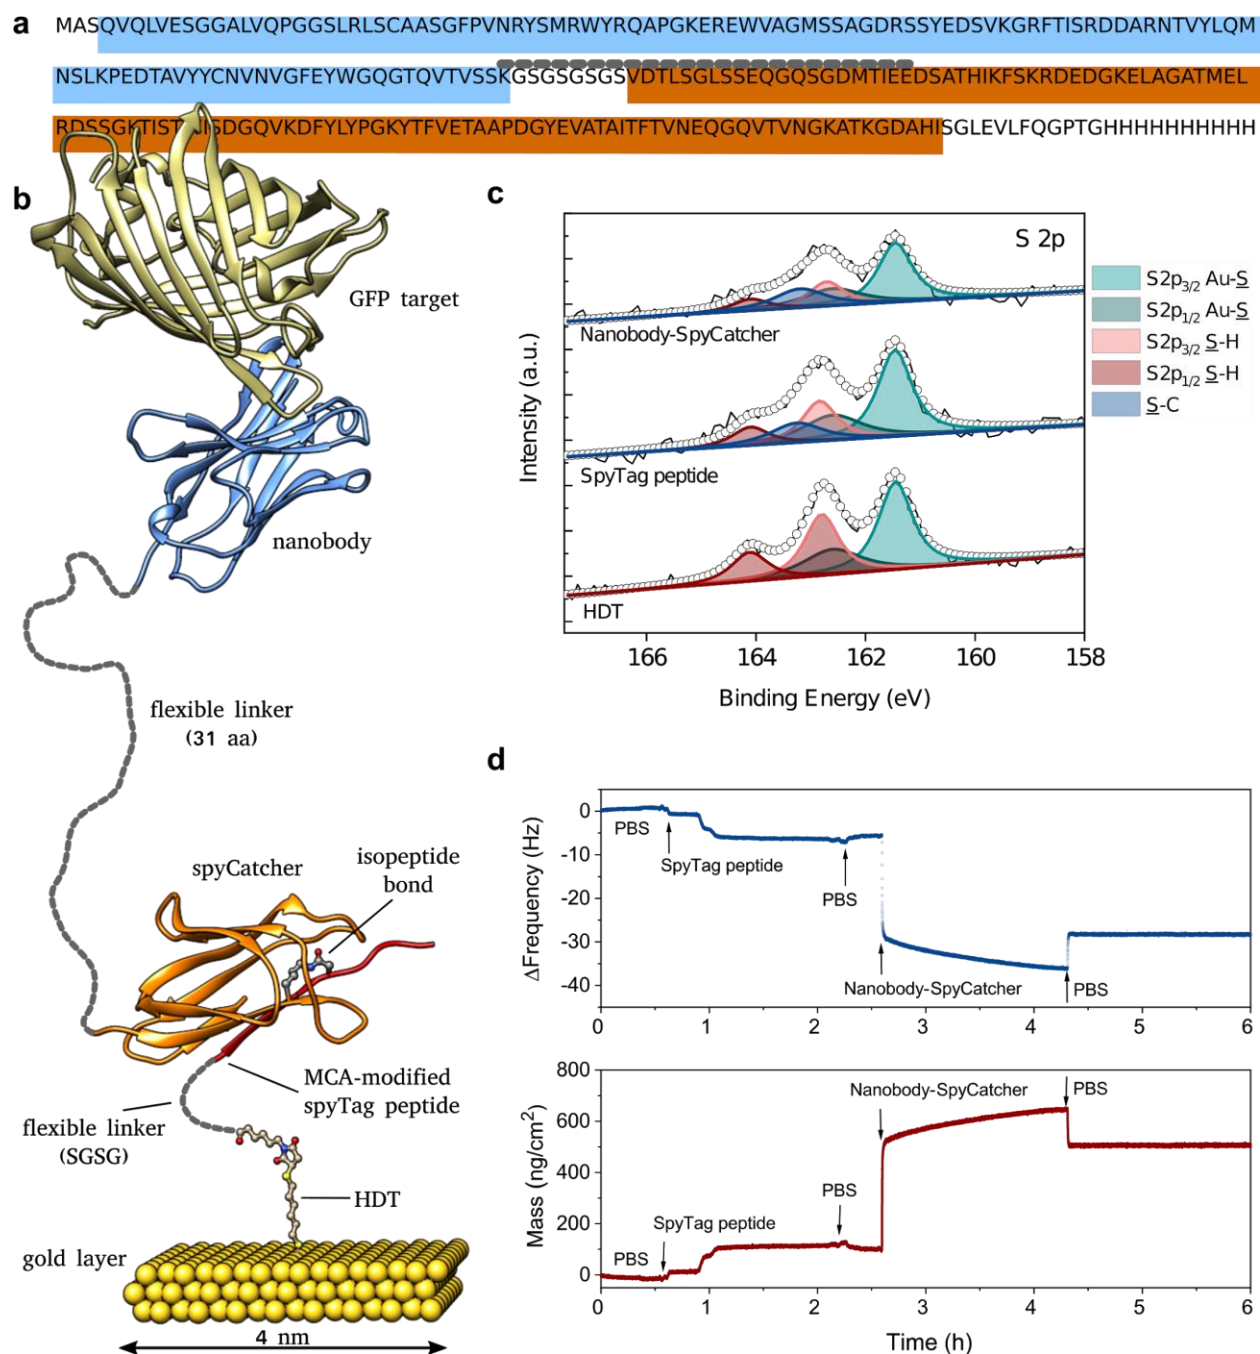 a
MASQVQLVESGGALVQPGGSLRLSCAASGFPVNRYSMRWYRQAPGKEREWVAGMSSAGDRSSYEDSVKGRFTISRDDARNTVYLQM
NSLKPEDTAVYYCNVNVGFEYWGQGTQVTVSSKGSGSGSGSVDTLSGLSSEQGQSGDMTIEEDSATHIKFSKRDEDGKELAGATMEL
RDSSGKTISTWISDGQVKDFYLYPGKYTFVETAAPDGYEVATAITFTVNEQGQVTVNGKATKGDAHISGLEVLFQGPTGHHHHHHHHHH
b
GFP target
nanobody
flexible linker
(31 aa)
spyCatcher
isopeptide
bond
MCA-modified
spyTag peptide
flexible linker
(SGSG)
HDT
gold layer
4 nm
c
S 2p
Nanobody-SpyCatcher
SpyTag peptide
HDT
Intensity (a.u.)
166 164 162 160 158
Binding Energy (eV)
S2p3/2 Au-S
S2p1/2 Au-S
S2p3/2 S-H
S2p1/2 S-H
S-C
d
0
-10
-20
-30
-40
ΔFrequency (Hz)
PBS
SpyTag peptide
PBS
Nanobody-SpyCatcher
PBS
0 1 2 3 4 5 6
800
600
400
200
0
Mass (ng/cm2)
PBS
SpyTag peptide
PBS
Nanobody-SpyCatcher
PBS
0 1 2 3 4 5 6
Time (h)